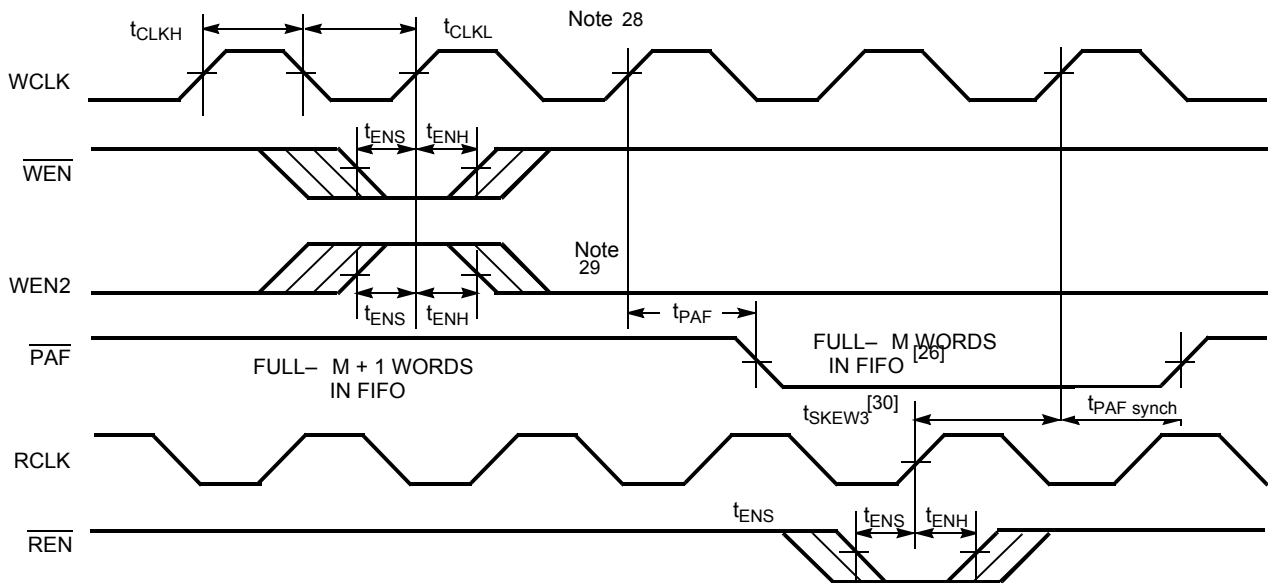 Note 28
tCLKH
tCLKL
WCLK
tENS
tENH
WEN
Note
29
WEN2
tENS
tENH
tPAF
PAF
FULL– M + 1 WORDS
IN FIFO
FULL– M WORDS
IN FIFO [26]
tSKEW3 [30]
tPAF synch
RCLK
tENS
tENS
tENH
REN